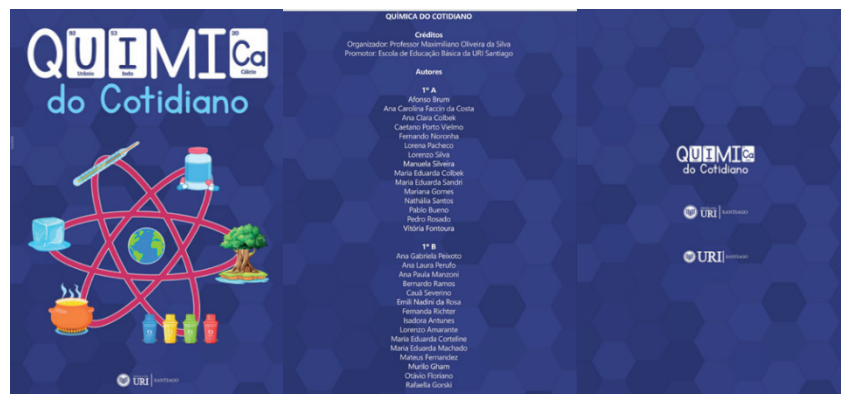 QUIMICa
Urânio
Iodo
Cálcio
do Cotidiano
URI SANTIAGO
QUÍMICA DO COTIDIANO
Créditos
Organizador: Professor Maximiliano Oliveira da Silva
Promotor: Escola de Educação Básica da URI Santiago
Autores
1º A
Afonso Brum
Ana Carolina Faccin da Costa
Ana Clara Colbek
Caetano Porto Vielmo
Fernando Noronha
Lorena Pacheco
Lorenzo Silva
Manuela Silveira
Maria Eduarda Colbek
Maria Eduarda Sandri
Mariana Gomes
Nathália Santos
Pablo Bueno
Pedro Rosado
Vitória Fontoura
1º B
Ana Gabriela Peixoto
Ana Laura Perufo
Ana Paula Manzoni
Bernardo Ramos
Cauã Severino
Emili Nadini da Rosa
Fernanda Richter
Isadora Antunes
Lorenzo Amarante
Maria Eduarda Corteline
Maria Eduarda Machado
Mateus Fernandez
Murilo Gham
Otávio Floriano
Rafaella Gorski
QUIMICa
do Cotidiano
URI SANTIAGO
URI SANTIAGO